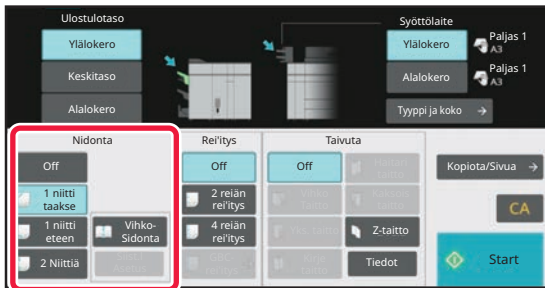 Ulostulotaso
Ylälokero
Keskitaso
Alalokero
Syöttölaite
Ylälokero
Paljas 1
A3
Alalokero
Paljas 1
A3
Tyyppi ja koko
Nidonta
Off
1 niitti
taakse
1 niitti
eteen
Vihko-
Sidonta
2 Niittiä
Rei'itys
Off
2 reiän
rei'itys
4 reiän
rei'itys
Taivuta
Off
Z-taitto
Tiedot
Kopiota/Sivua
CA
Start